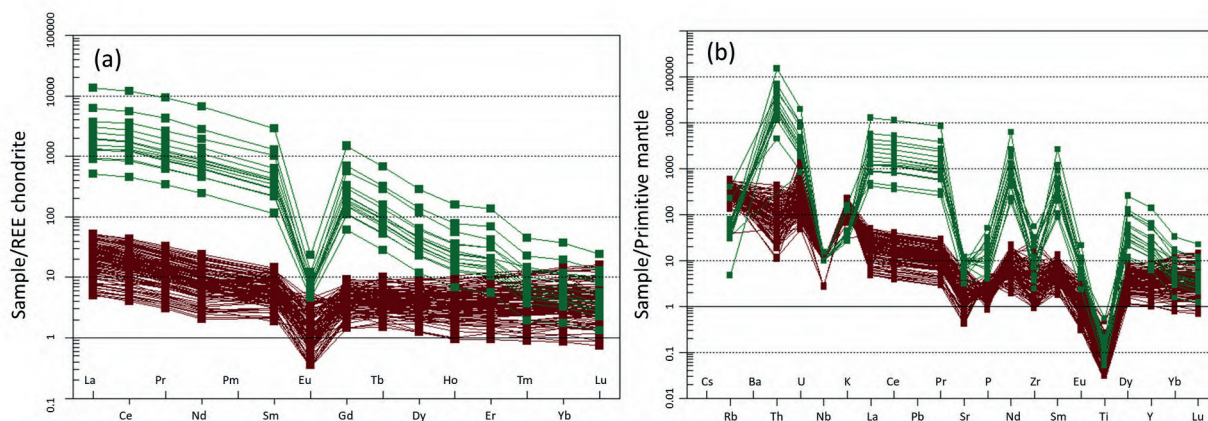 (a)
Sample/REE chondrite
100000
10000
1000
100
10
1
0.1
La Pr Pm Eu Tb Ho Tm Lu
Ce Nd Sm Gd Dy Er Yb
(b)
Sample/Primitive mantle
100000
10000
1000
100
10
1
0.1
0.01
Cs Ba U K Ce Pr P Zr Eu Dy Yb
Rb Th Nb La Pb Sr Nd Sm Ti Y Lu